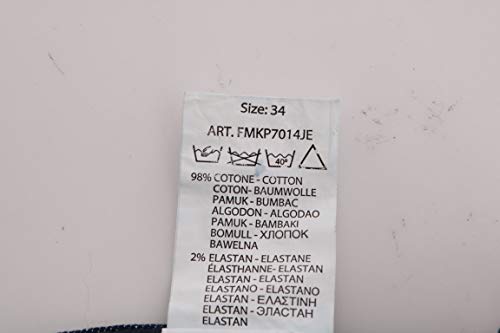 Size: 34
ART. FMKP7014JE
40°
98% COTONE - COTTON
COTON - BAUMWOLLE
PAMUK - BUMBAC
ALGODON - ALGODAO
PAMUK - BAMBAKI
BOMULL - ХЛОПОК
BAWELNA
2% ELASTAN - ELASTANE
ÉLASTHANNE - ELASTAN
ELASTAN - ELASTAN
ELASTANO - ELASTANO
ELASTAN - ΕΛΑΣΤΙΝΗ
ELASTAN - ЭЛАСТАН
ELASTAN